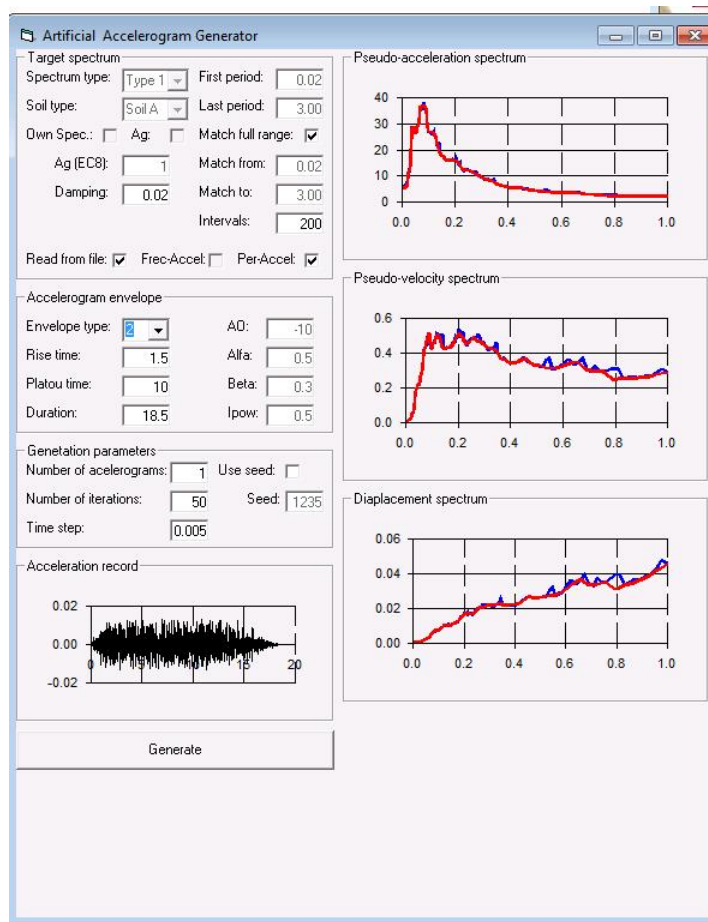 Artificial Accelerogram Generator
Target spectrum
Spectrum type: Type 1 First period: 0.02
Soil type: Soil A Last period: 3.00
Own Spec.: Ag: Match full range:
Ag (EC8): 1 Match from: 0.02
Damping: 0.02 Match to: 3.00
Intervals: 200
Read from file: Frec-Accel: Per-Accel:
Accelerogram envelope
Envelope type: 2 AO: -10
Rise time: 1.5 Alfa: 0.5
Platou time: 10 Beta: 0.3
Duration: 18.5 Ipow: 0.5
Genetation parameters
Number of acelerograms: 1 Use seed:
Number of iterations: 50 Seed: 1235
Time step: 0.005
Acceleration record
0.02
0.00
-0.02
0 5 10 15 20
Generate
Pseudo-acceleration spectrum
40
30
20
10
0
0.0 0.2 0.4 0.6 0.8 1.0
Pseudo-velocity spectrum
0.6
0.4
0.2
0.0
0.0 0.2 0.4 0.6 0.8 1.0
Diaplacement spectrum
0.06
0.04
0.02
0.00
0.0 0.2 0.4 0.6 0.8 1.0